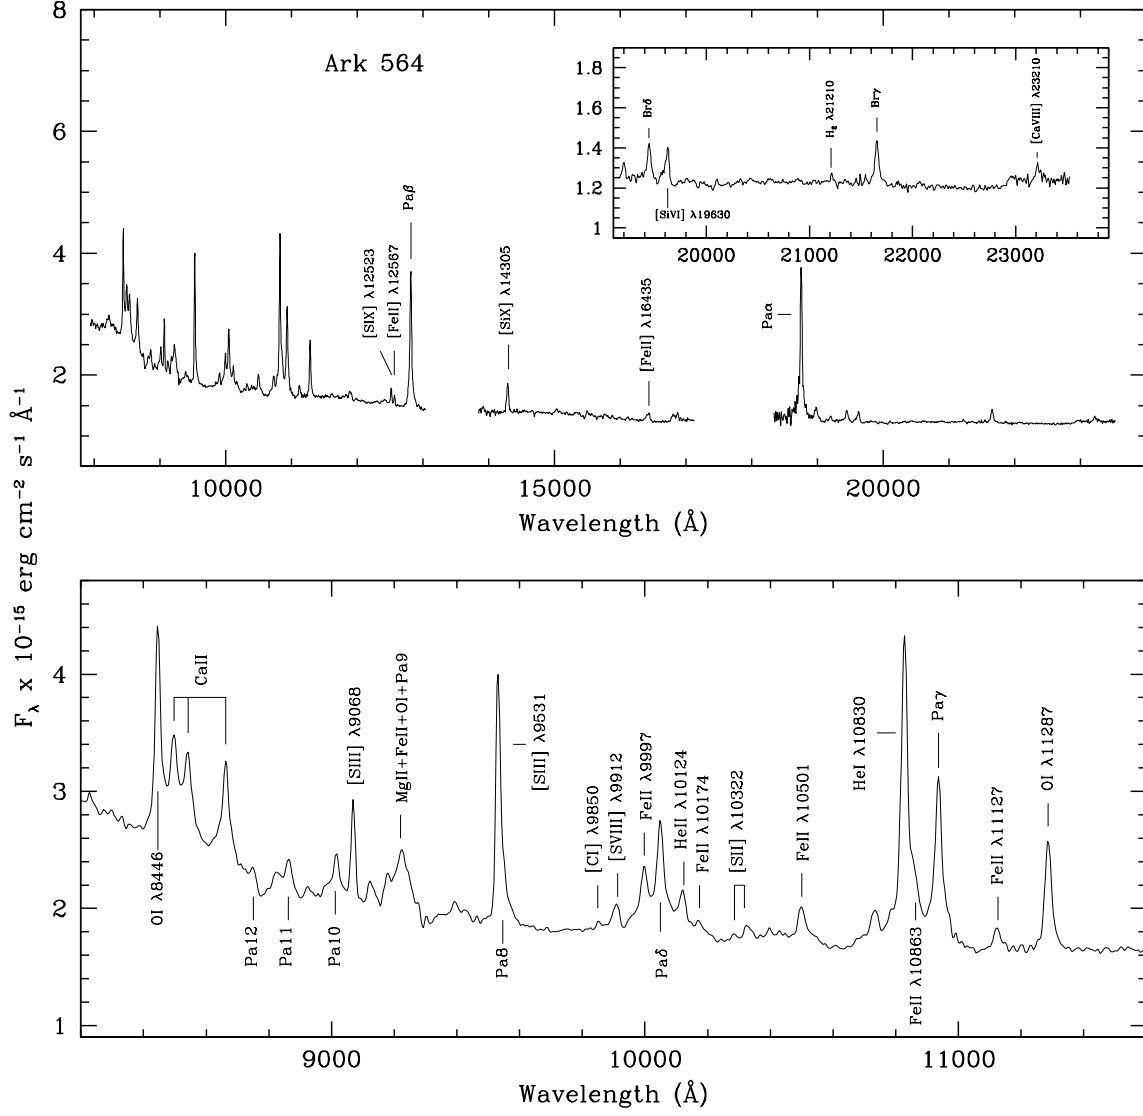 8
6
4
2
Ark 564
[SIX] λ12523
[FeII] λ12567
Paβ
[SiX] λ14305
[FeII] λ16435
Paα
1.8
1.6
1.4
1.2
1
Brδ
[SiVI] λ19630
H₂ λ21210
Brγ
[CaVIII] λ23210
20000 21000 22000 23000
10000 15000 20000
Wavelength (Å)
F_λ x 10⁻¹⁵ erg cm⁻² s⁻¹ Å⁻¹
4
3
2
1
OI λ8446
CaII
Pa12
Pa11
Pa10
[SIII] λ9068
MgII+FeII+OI+Pa9
Pa8
[SIII] λ9531
[CI] λ9850
[SVIII] λ9912
FeII λ9997
Paδ
HeII λ10124
FeII λ10174
[SII] λ10322
FeII λ10501
HeI λ10830
FeII λ10863
Paγ
FeII λ11127
OI λ11287
9000 10000 11000
Wavelength (Å)